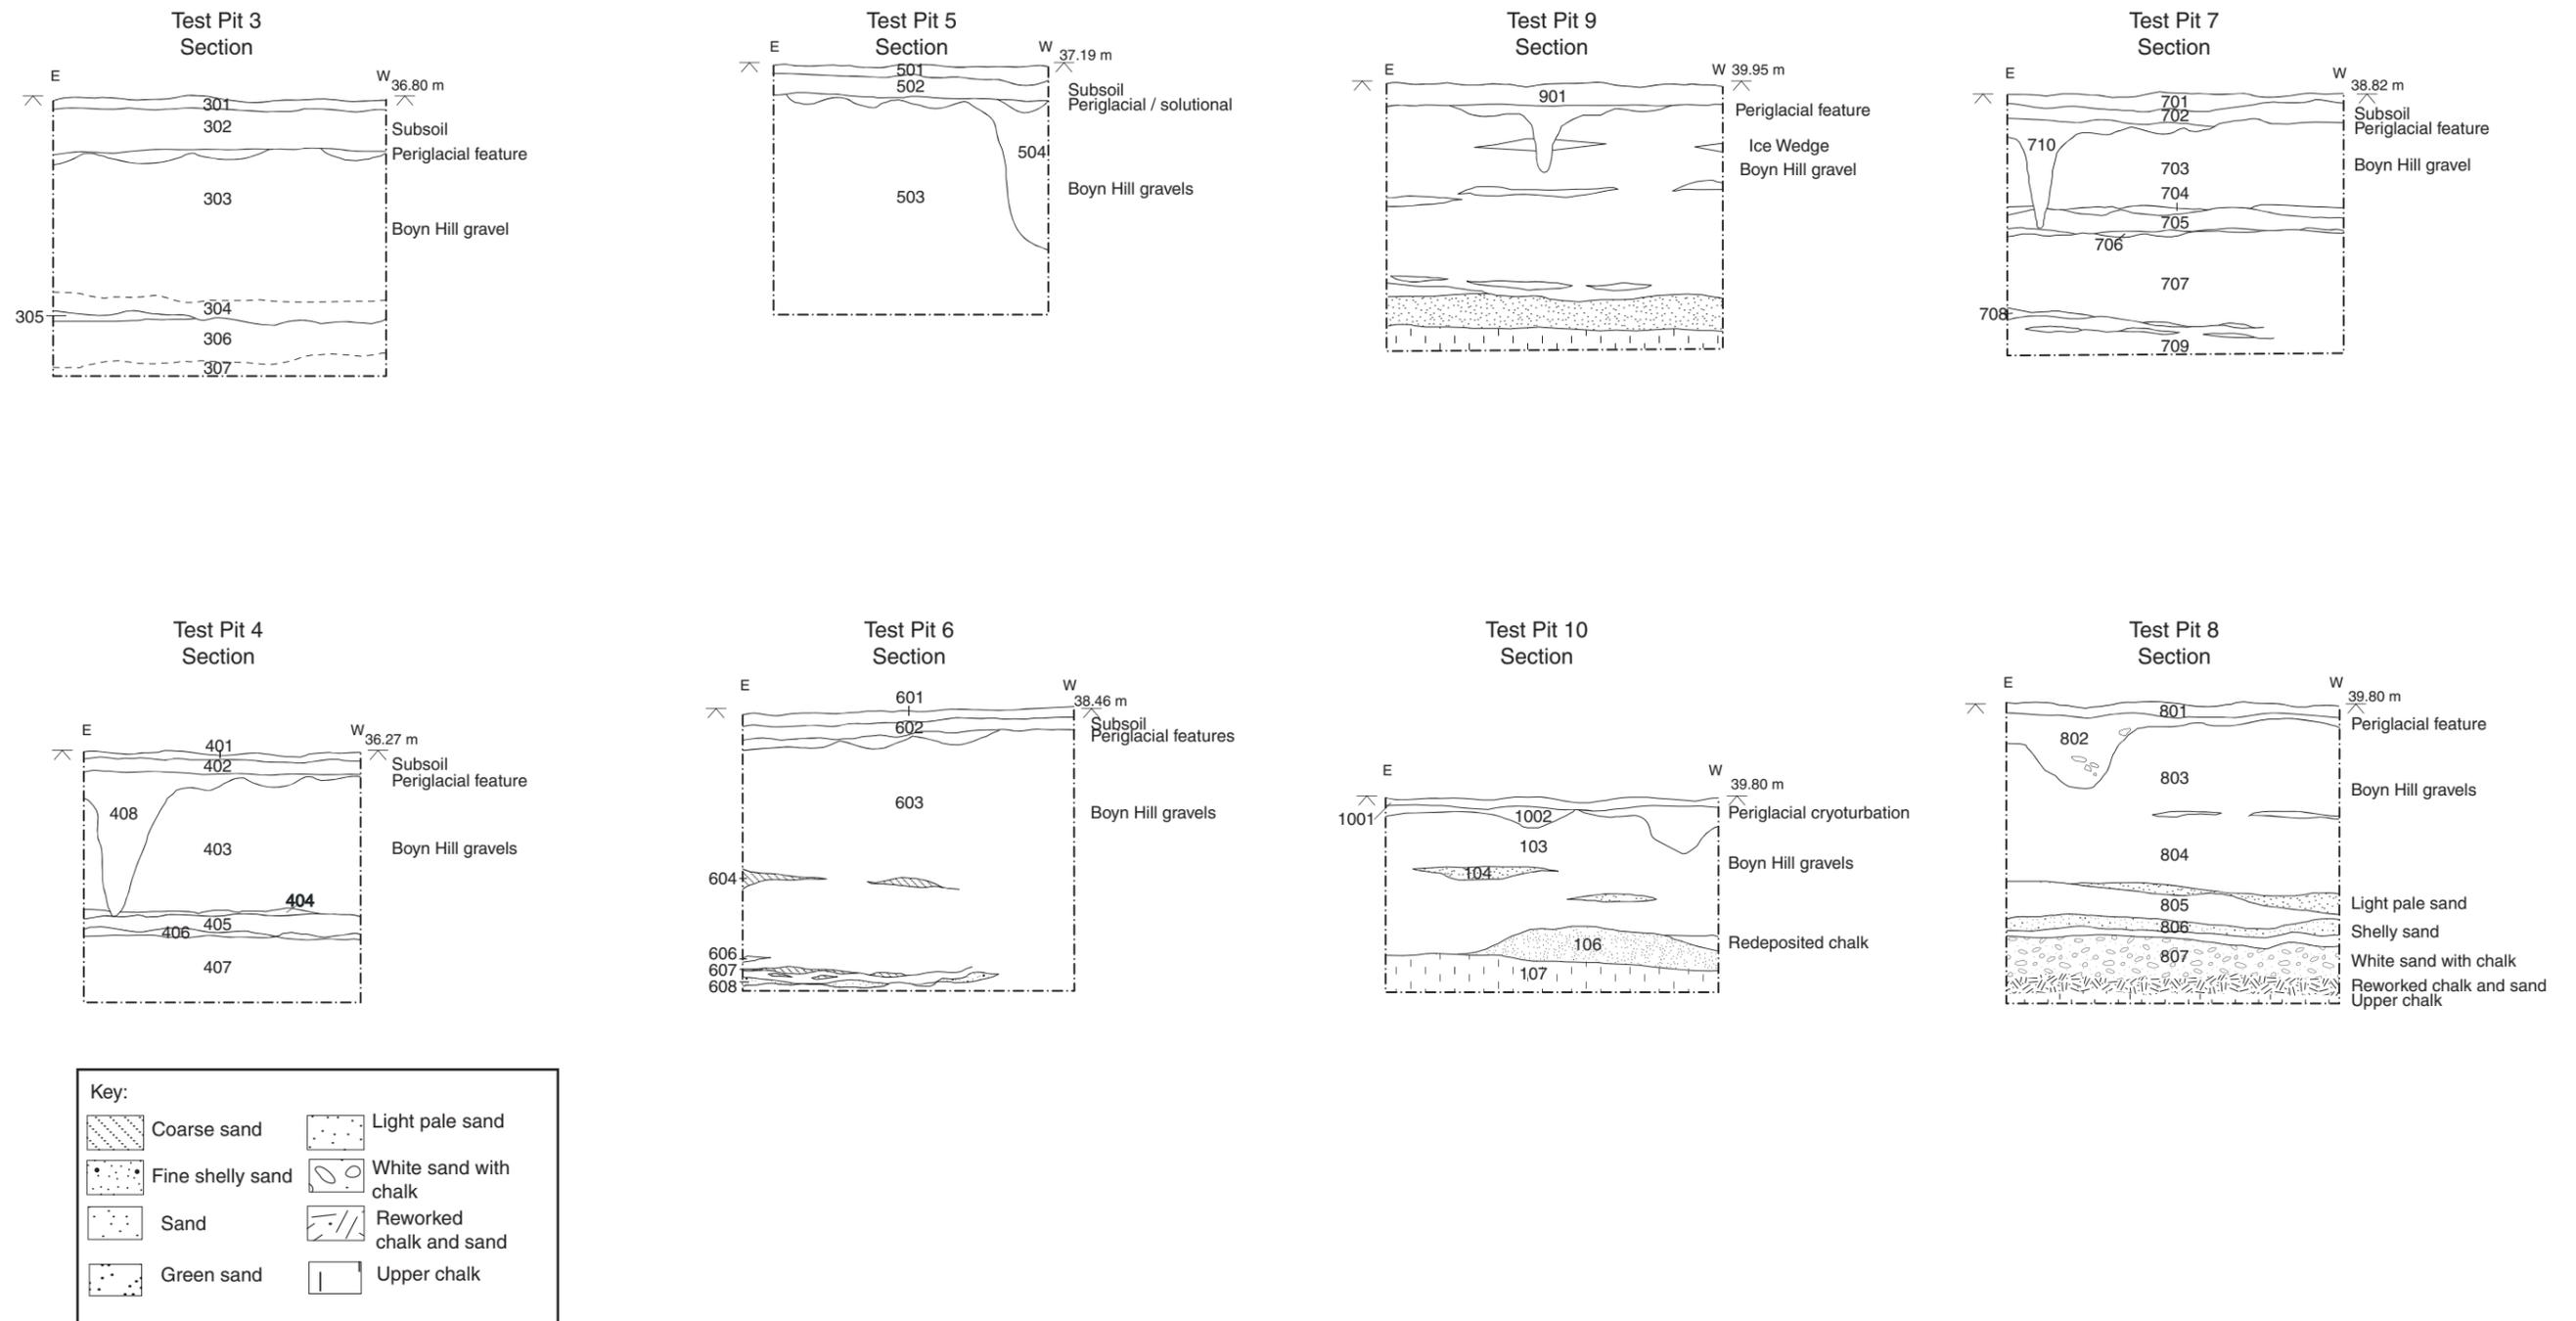 Test Pit 3
Section
E
W
36.80 m
301
302
Subsoil
Periglacial feature
303
Boyn Hill gravel
304
305
306
307
Test Pit 5
Section
E
W
37.19 m
501
502
Subsoil
Periglacial / solutional
504
503
Boyn Hill gravels
Test Pit 9
Section
E
W 39.95 m
901
Periglacial feature
Ice Wedge
Boyn Hill gravel
Test Pit 7
Section
E
W
38.82 m
701
702
Subsoil
Periglacial feature
710
703
Boyn Hill gravel
704
705
706
707
708
709
Test Pit 4
Section
E
W 36.27 m
401
402
Subsoil
Periglacial feature
408
403
Boyn Hill gravels
404
405
406
407
Test Pit 6
Section
E
W
38.46 m
601
602
Subsoil
Periglacial features
603
Boyn Hill gravels
604
606
607
608
Test Pit 10
Section
E
W
39.80 m
1001
1002
Periglacial cryoturbation
103
Boyn Hill gravels
104
106
Redeposited chalk
107
Test Pit 8
Section
E
W
39.80 m
801
Periglacial feature
802
803
Boyn Hill gravels
804
805
Light pale sand
806
Shelly sand
807
White sand with chalk
Reworked chalk and sand
Upper chalk
Key:
Coarse sand
Fine shelly sand
Sand
Green sand
Light pale sand
White sand with
chalk
Reworked
chalk and sand
Upper chalk